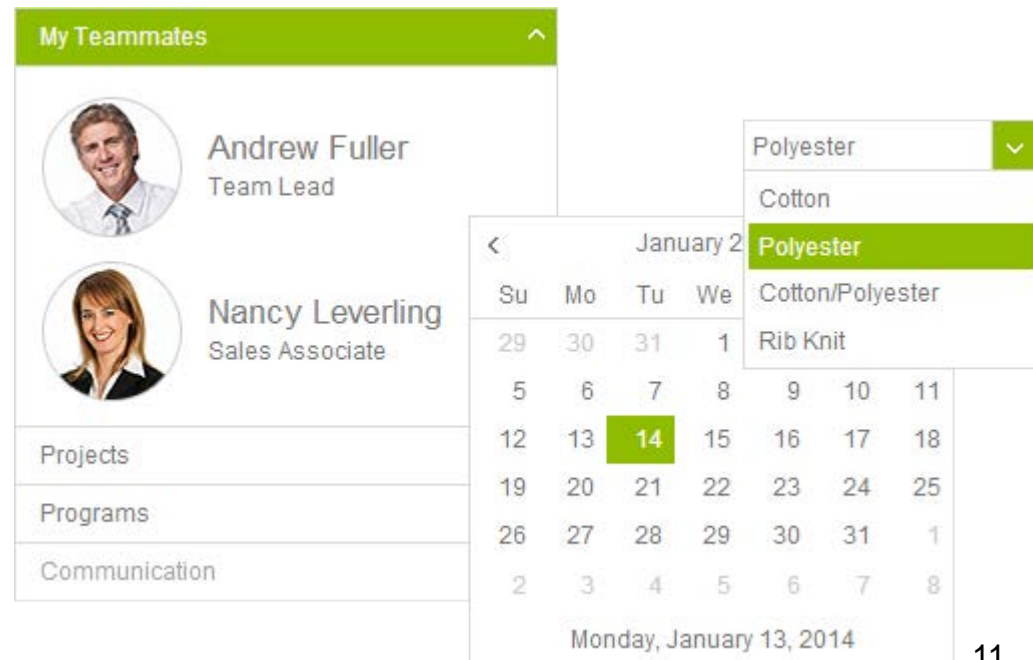 My Teammates
Andrew Fuller
Team Lead
Nancy Leverling
Sales Associate
Projects
Programs
Communication
January 2
Su Mo Tu We
29 30 31 1
5 6 7 8 9 10 11
12 13 14 15 16 17 18
19 20 21 22 23 24 25
26 27 28 29 30 31 1
2 3 4 5 6 7 8
Monday, January 13, 2014
Polyester
Cotton
Polyester
Cotton/Polyester
Rib Knit
11